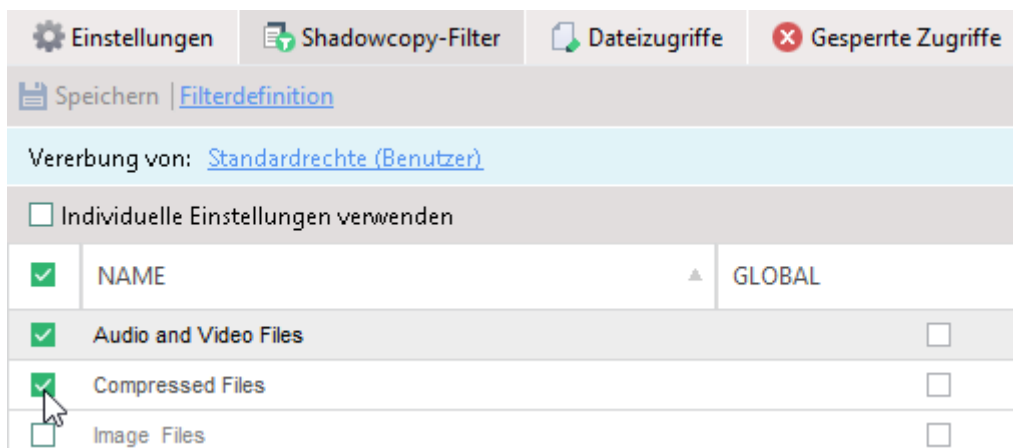 Einstellungen Shadowcopy-Filter Dateizugriffe Gesperrte Zugriffe
Speichern | Filterdefinition
Vererbung von: Standardrechte (Benutzer)
Individuelle Einstellungen verwenden
NAME GLOBAL
Audio and Video Files
Compressed Files
Image Files